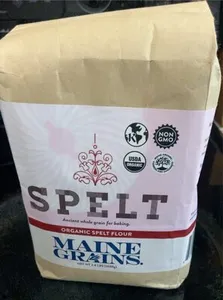 NON
GMO
USDA
ORGANIC
SPELT
ancient whole grain for baking
ORGANIC SPELT FLOUR
MAINE
GRAINS.